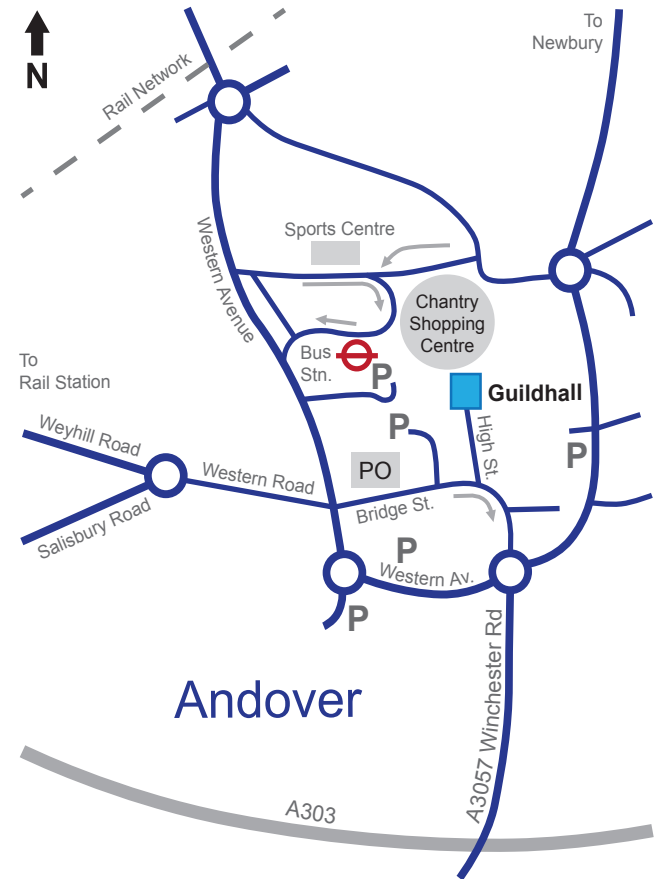 N
Rail Network
To
Newbury
Sports Centre
Western Avenue
Chantry
Shopping
Centre
Bus
Stn.
P
To
Rail Station
Guildhall
Weyhill Road
P
High St.
P
PO
Western Road
Salisbury Road
Bridge St.
P
Western Av.
P
Andover
A3057 Winchester Rd
A303